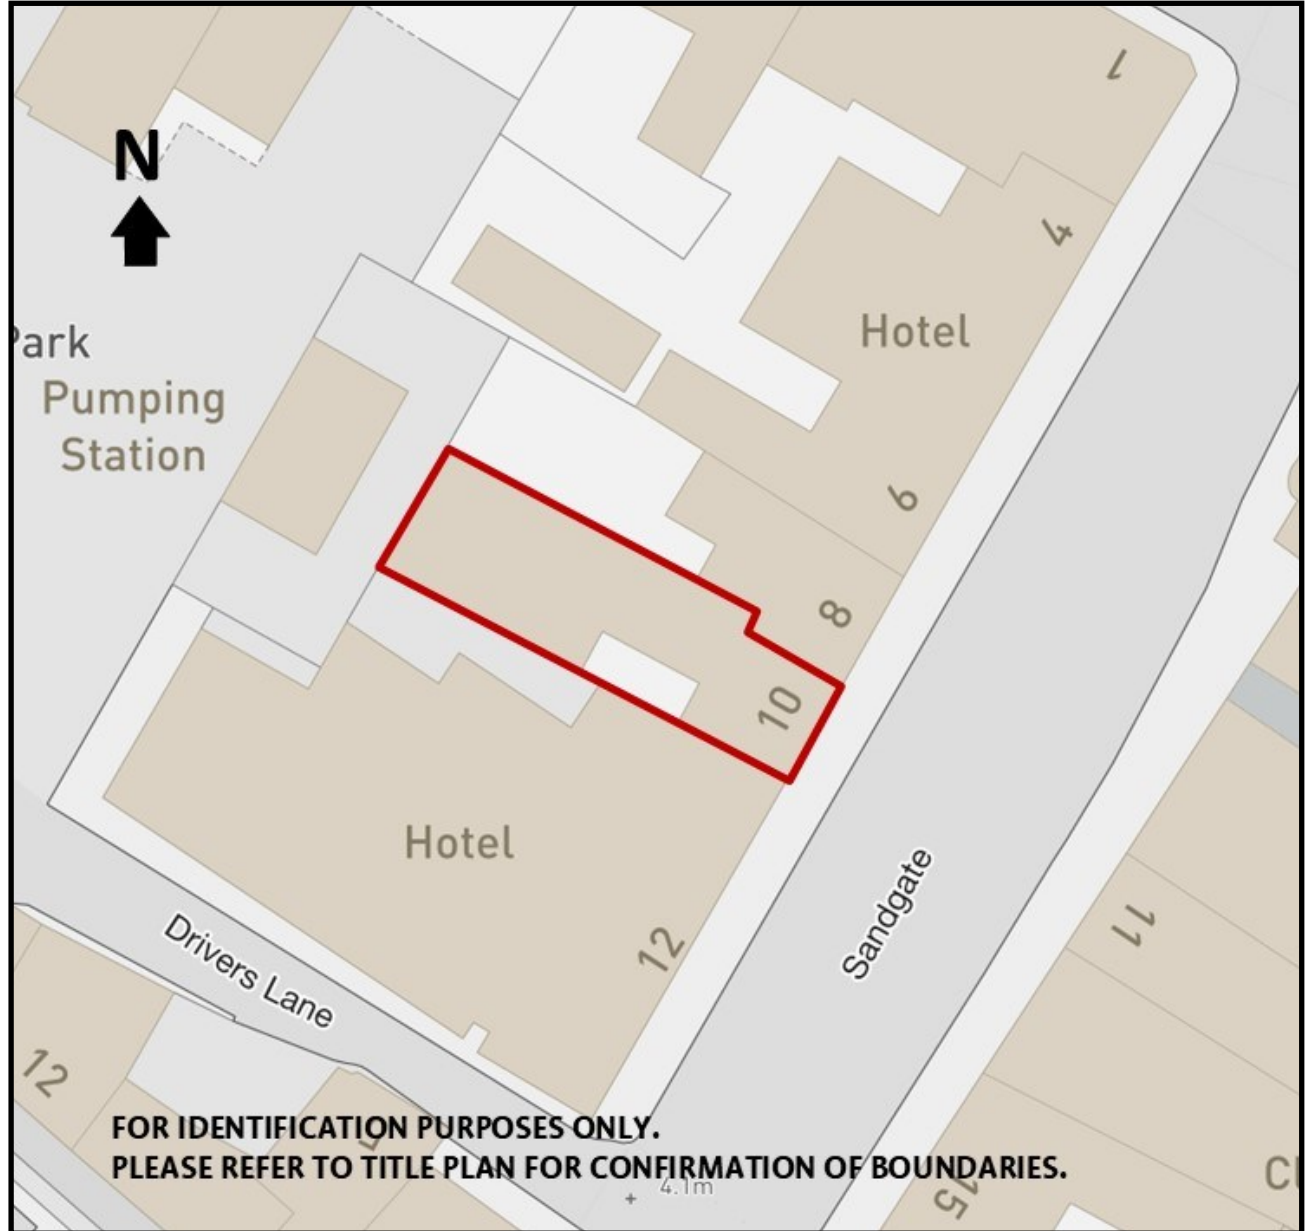 1
N
4
Hotel
Park
Pumping
Station
6
8
10
Hotel
12
Sandgate
11
Drivers Lane
12
FOR IDENTIFICATION PURPOSES ONLY.
PLEASE REFER TO TITLE PLAN FOR CONFIRMATION OF BOUNDARIES.
4.1m
15